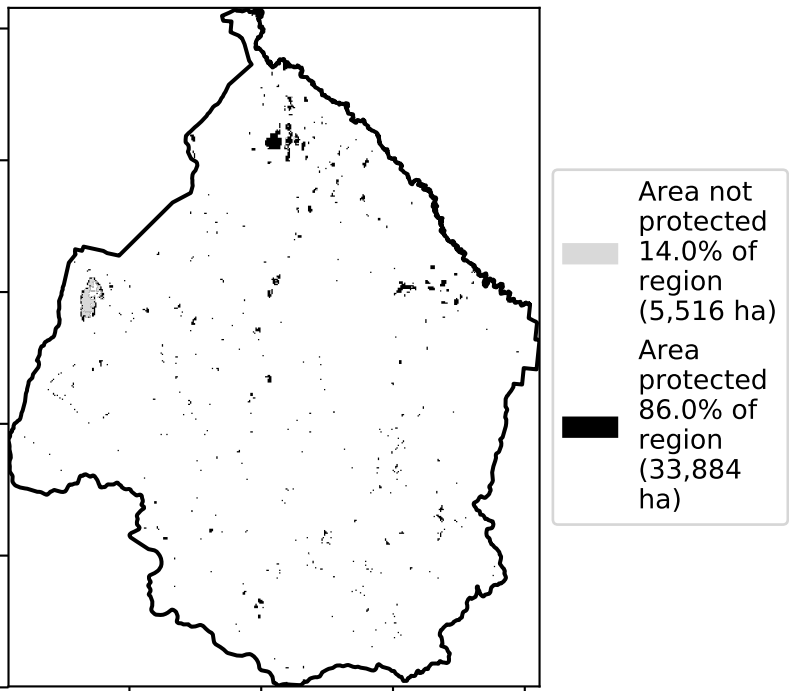 Area not
protected
14.0% of
region
(5,516 ha)
Area
protected
86.0% of
region
(33,884
ha)